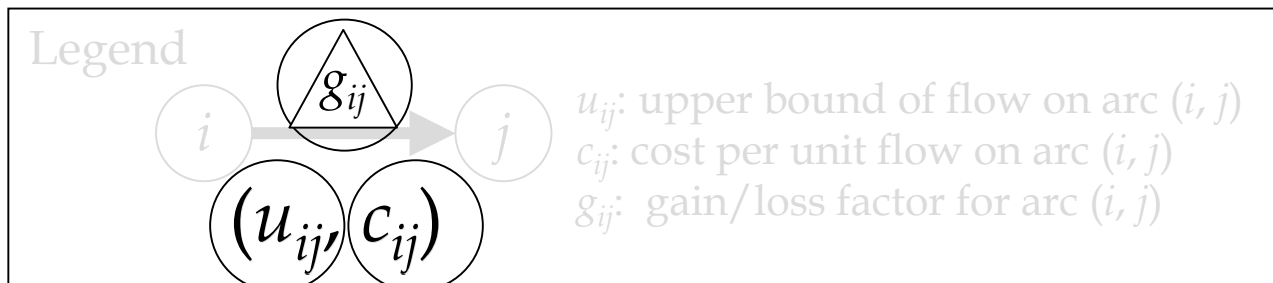 Legend
g_ij
i j
u_ij: upper bound of flow on arc (i, j)
c_ij: cost per unit flow on arc (i, j)
(u_ij, c_ij)
g_ij: gain/loss factor for arc (i, j)